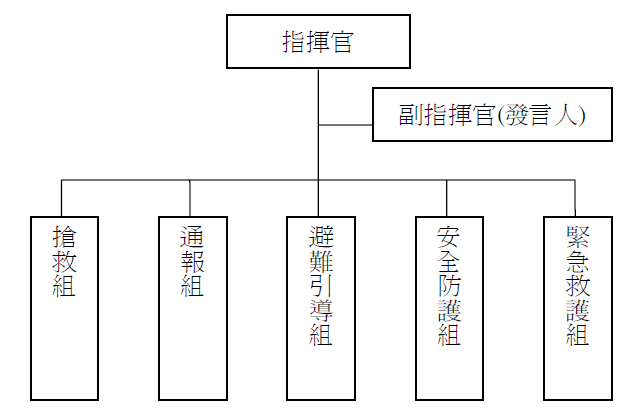 指揮官
副指揮官(發言人)
搶救組
通報組
避難引導組
安全防護組
緊急救護組